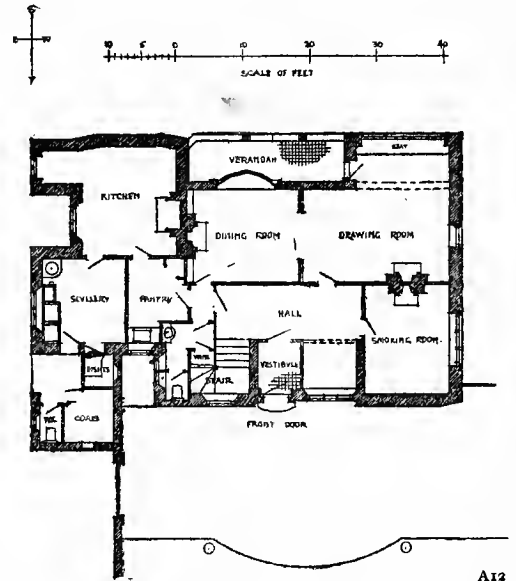 S
E W
10 5 0 10 20 30 40
SCALE OF FEET
VERANDAH
SEAT
KITCHEN
DINING ROOM
DRAWING ROOM
SCULLERY
PANTRY
HALL
SMOKING ROOM.
VESTIBULE
STAIR
COALS
FRONT DOOR
A12